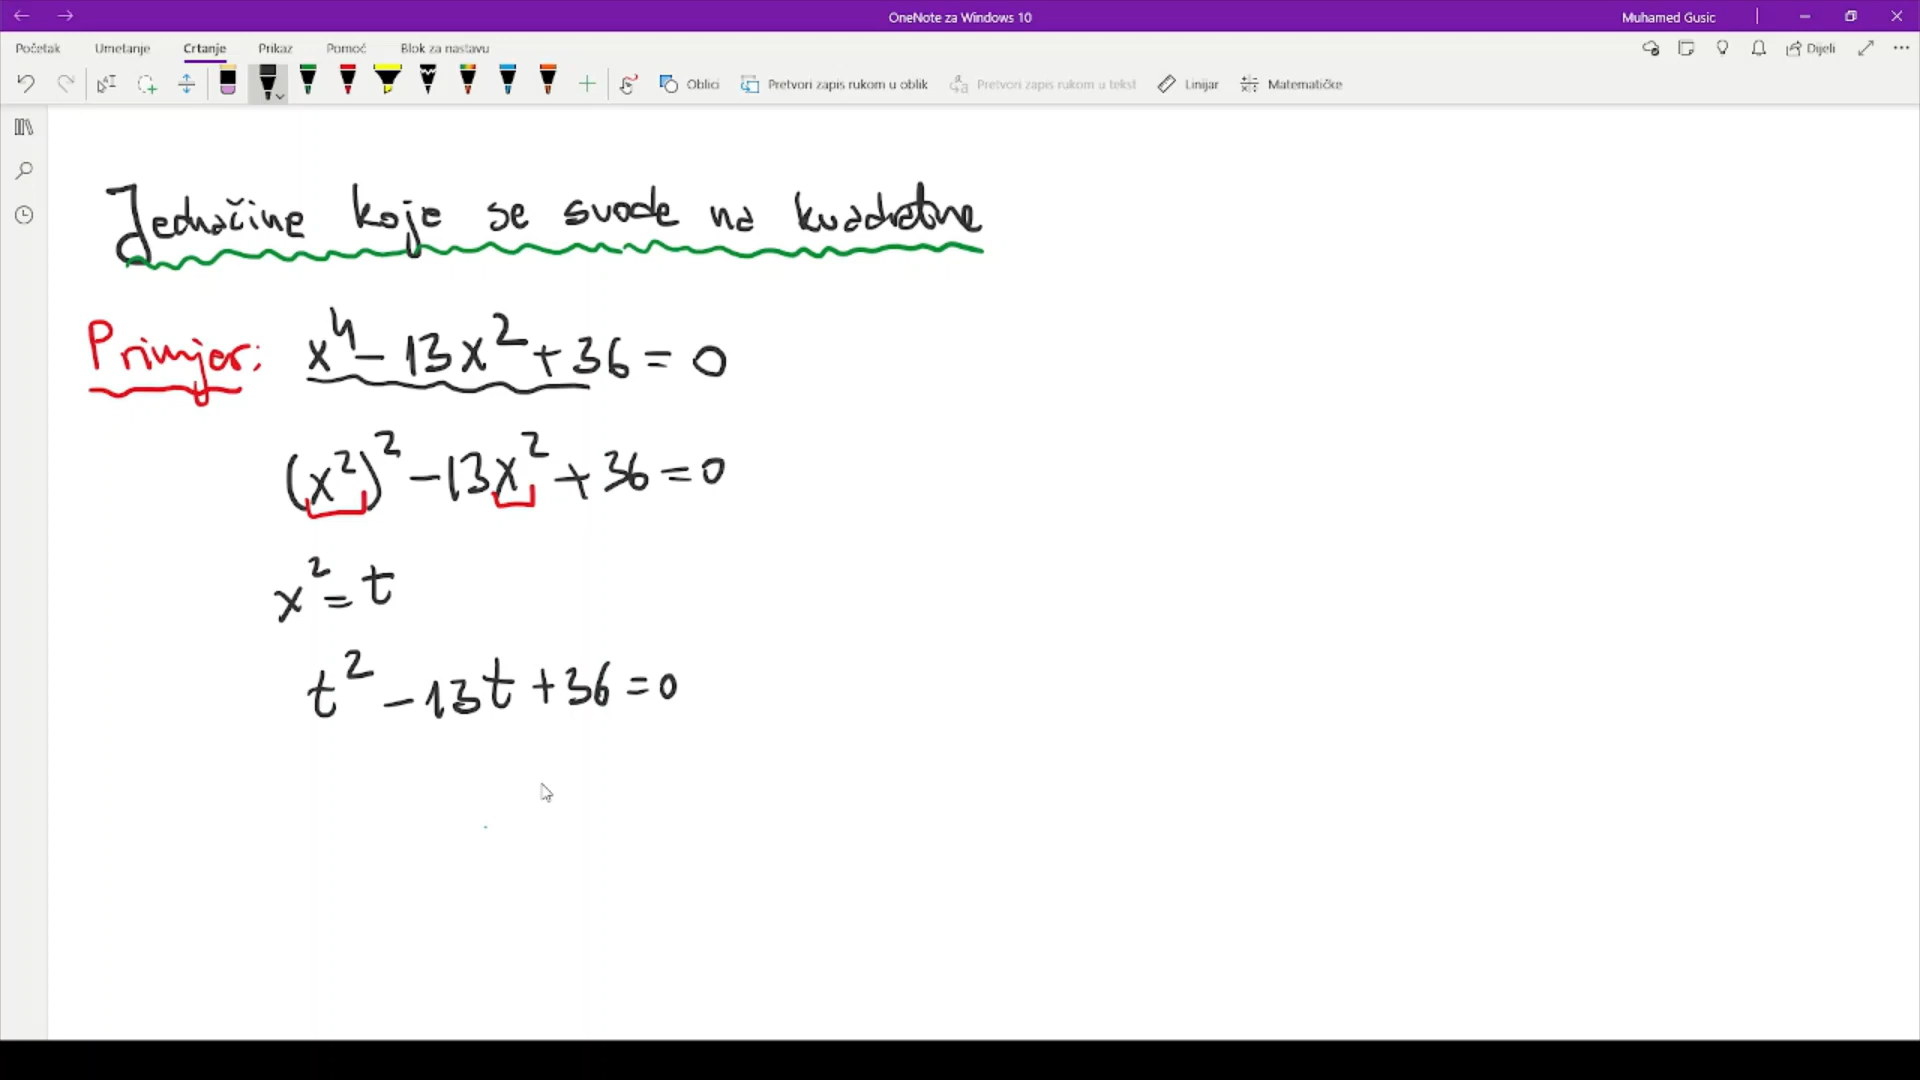 OneNote za Windows 10
Muhamed Gusic
Početak Umetanje Crtanje Prikaz Pomoć Blok za nastavu
Dijeli
Oblici Pretvori zapis rukom u oblik Pretvori zapis rukom u tekst Linijar Matematičke
Jednačine koje se svode na kvadratne
Primjer: x⁴ - 13x² + 36 = 0
(x²)² - 13x² + 36 = 0
x² = t
t² - 13t + 36 = 0